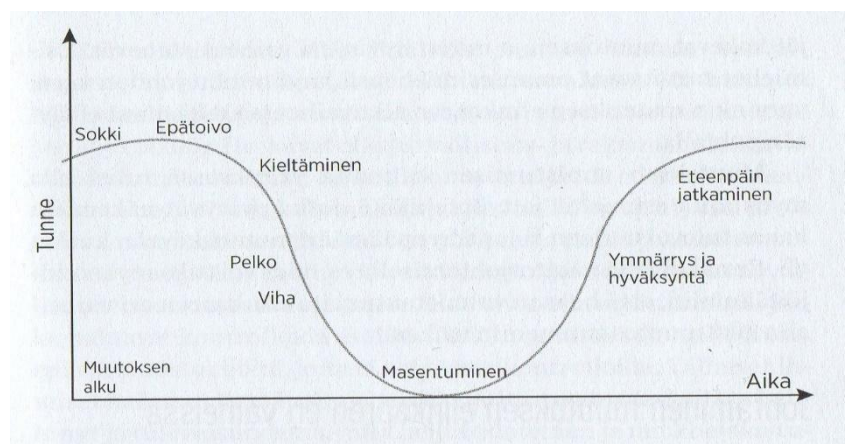 Sokki
Epätoivo
Kieltäminen
Eteenpäin
jatkaminen
Tunne
Pelko
Viha
Ymmärrys ja
hyväksyntä
Muutoksen
alku
Masentuminen
Aika